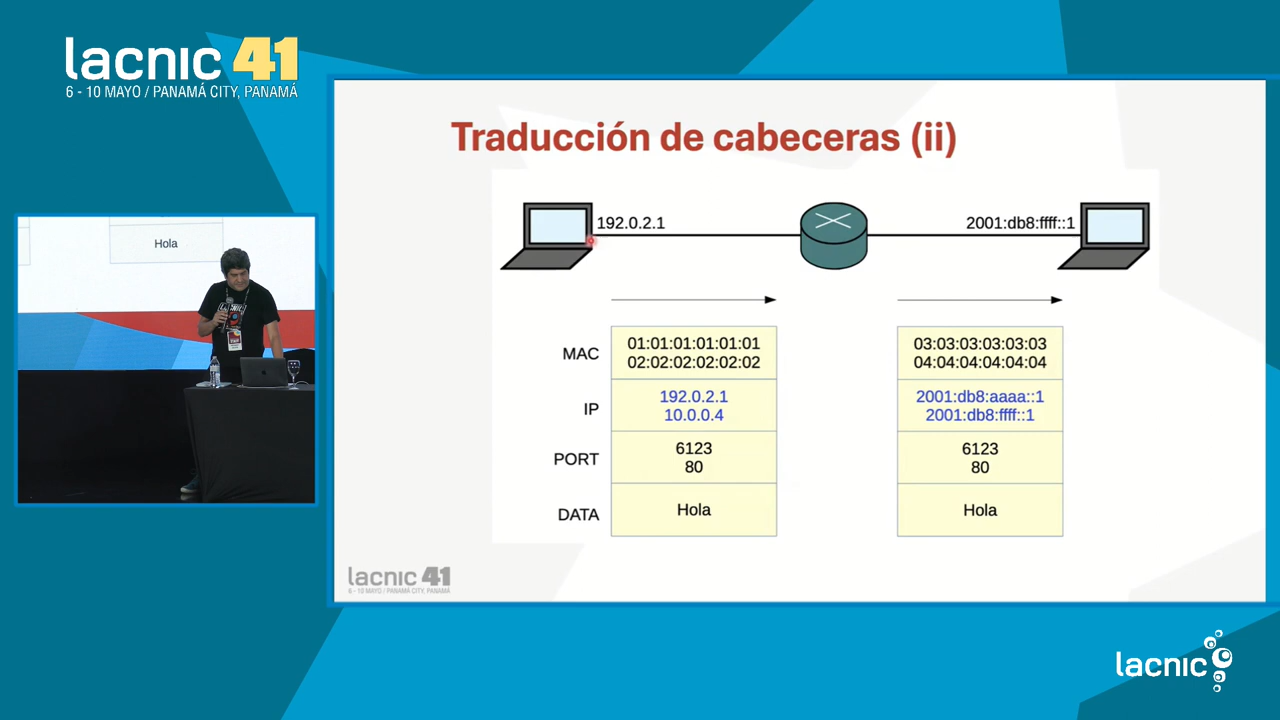 lacnic 41
6 - 10 MAYO / PANAMÁ CITY, PANAMÁ
Hola
Traducción de cabeceras (ii)
192.0.2.1
2001:db8:ffff::1
MAC
01:01:01:01:01:01
02:02:02:02:02:02
03:03:03:03:03:03
04:04:04:04:04:04
IP
192.0.2.1
10.0.0.4
2001:db8:aaaa::1
2001:db8:ffff::1
PORT
6123
80
6123
80
DATA
Hola
Hola
lacnic 41
6 - 10 MAYO / PANAMÁ CITY, PANAMÁ
lacnic